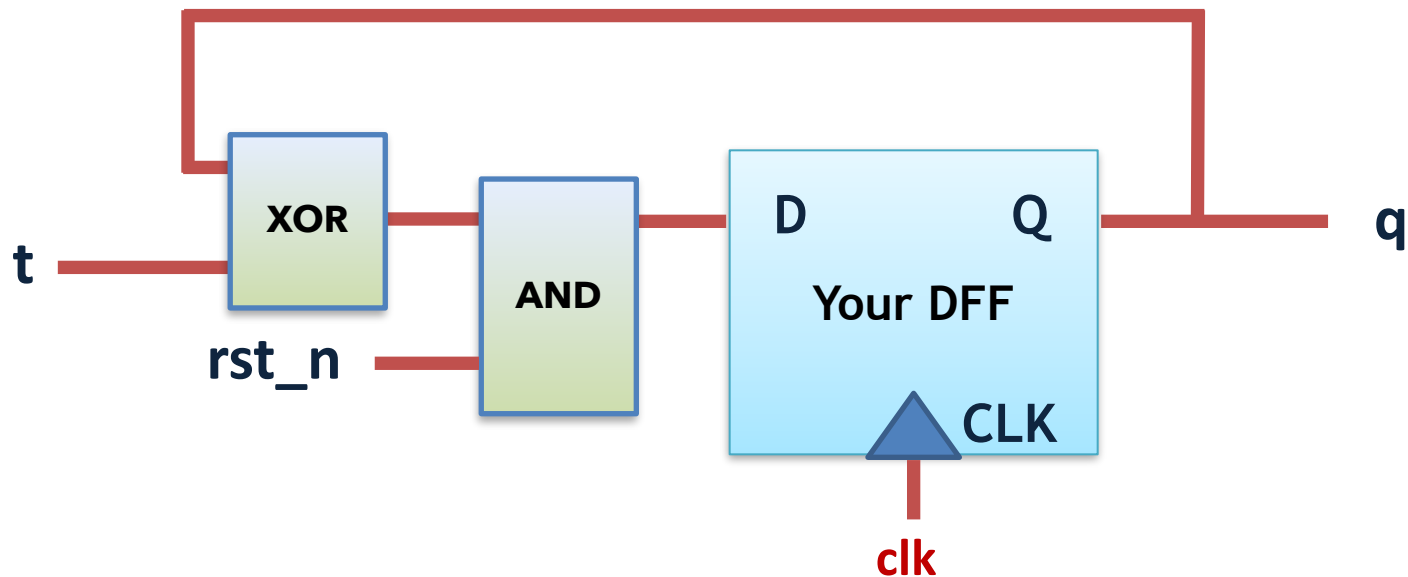 XOR
t
rst_n
AND
D
Q
Your DFF
CLK
clk
q